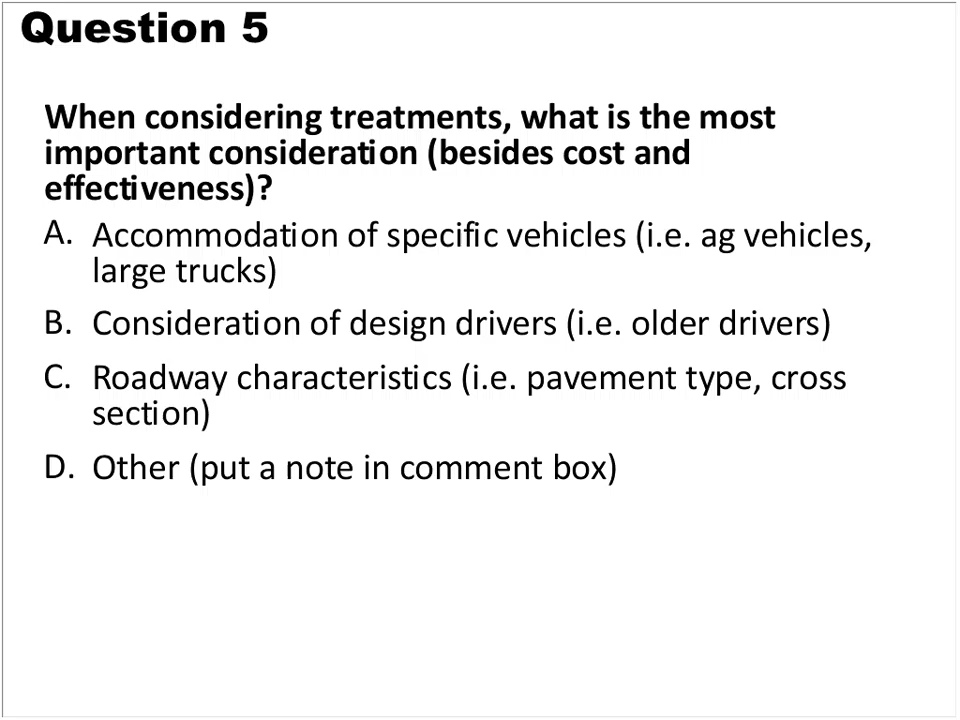 Question 5
When considering treatments, what is the most
important consideration (besides cost and
effectiveness)?
A. Accommodation of specific vehicles (i.e. ag vehicles,
large trucks)
B. Consideration of design drivers (i.e. older drivers)
C. Roadway characteristics (i.e. pavement type, cross
section)
D. Other (put a note in comment box)